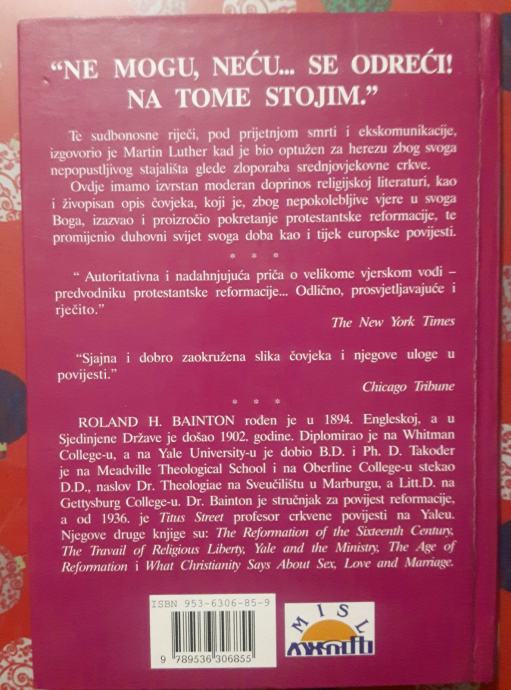 “NE MOGU, NEĆU... SE ODREĆI!
NA TOME STOJIM.”
Te sudbonosne riječi, pod prijetnjom smrti i ekskomunikacije,
izgovorio je Martin Luther kad je bio optužen za herezu zbog svoga
nepopustljivog stajališta glede zloporaba srednjovjekovne crkve.
Ovdje imamo izvrstan moderan doprinos religijskoj literaturi, kao
i živopisan opis čovjeka, koji je, zbog nepokolebljive vjere u svoga
Boga, izazvao i proizročio pokretanje protestantske reformacije, te
promijenio duhovni svijet svoga doba kao i tijek europske povijesti.
* * *
“ Autoritativna i nadahnjujuća priča o velikome vjerskom vođi –
predvodniku protestantske reformacije... Odlično, prosvjetljavajuće i
rječito.”
The New York Times
“Sjajna i dobro zaokružena slika čovjeka i njegove uloge u
povijesti.”
Chicago Tribune
* * *
ROLAND H. BAINTON rođen je u 1894. Engleskoj, a u
Sjedinjene Države je došao 1902. godine. Diplomirao je na Whitman
College-u, a na Yale University-u je dobio B.D. i Ph. D. Također
je na Meadville Theological School i na Oberline College-u stekao
D.D., naslov Dr. Theologiae na Sveučilištu u Marburgu, a Litt.D. na
Gettysburg College-u. Dr. Bainton je stručnjak za povijest reformacije,
a od 1936. je Titus Street profesor crkvene povijesti na Yaleu.
Njegove druge knjige su: The Reformation of the Sixteenth Century,
The Travail of Religious Liberty, Yale and the Ministry, The Age of
Reformation i What Christianity Says About Sex, Love and Marriage.
ISBN 953-6306-85-9
9 789536 306855
MISL